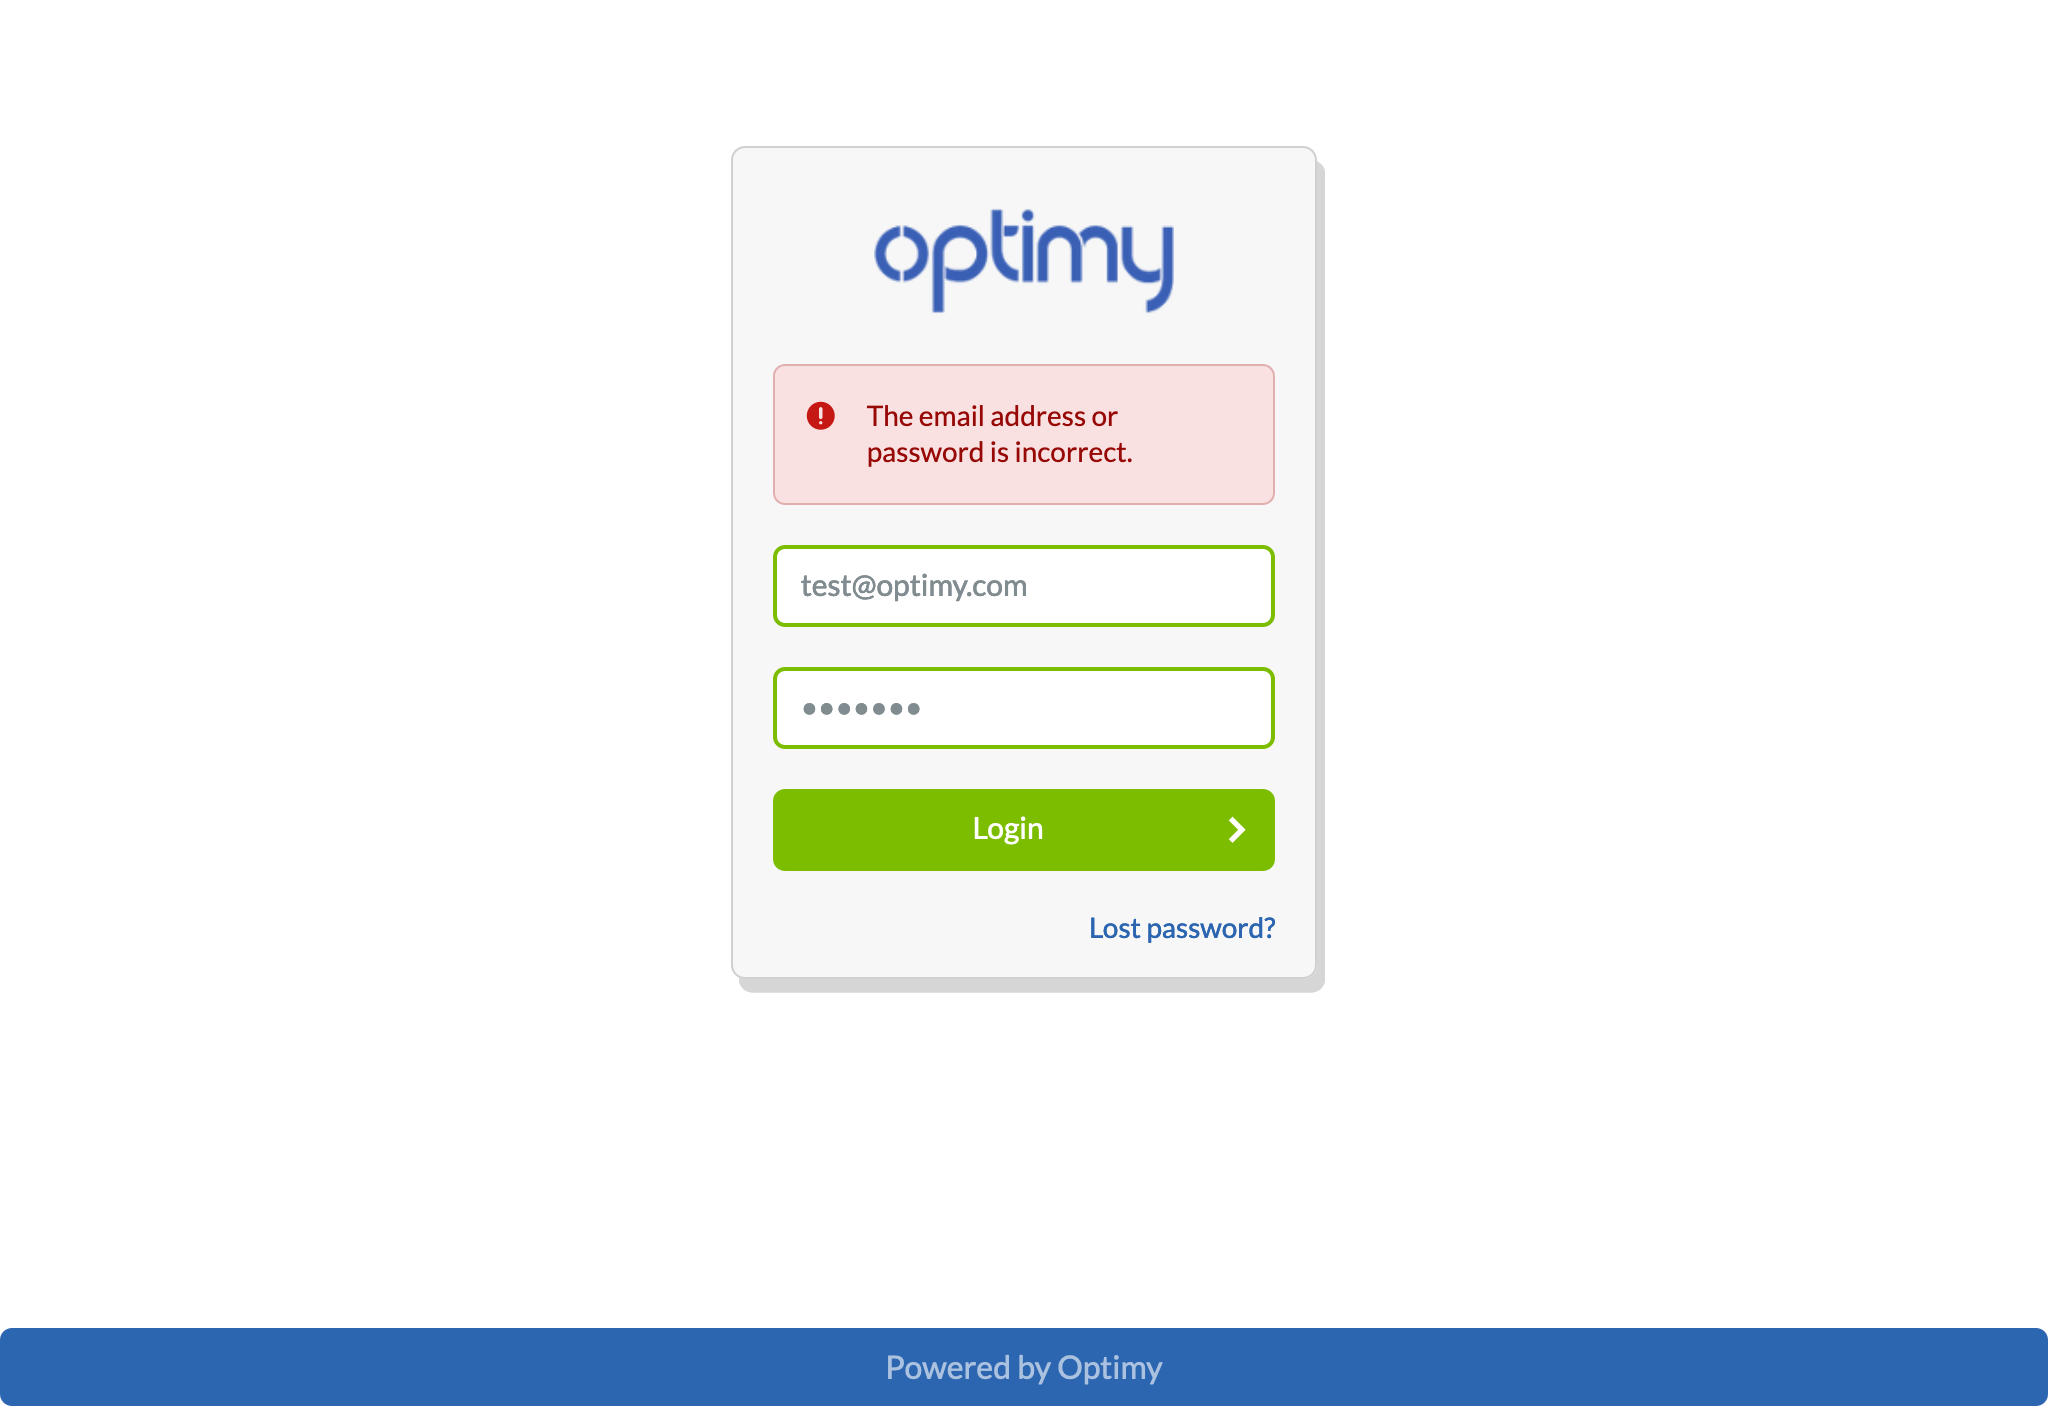 optimy
The email address or
password is incorrect.
test@optimy.com
•••••••
Login
Lost password?
Powered by Optimy